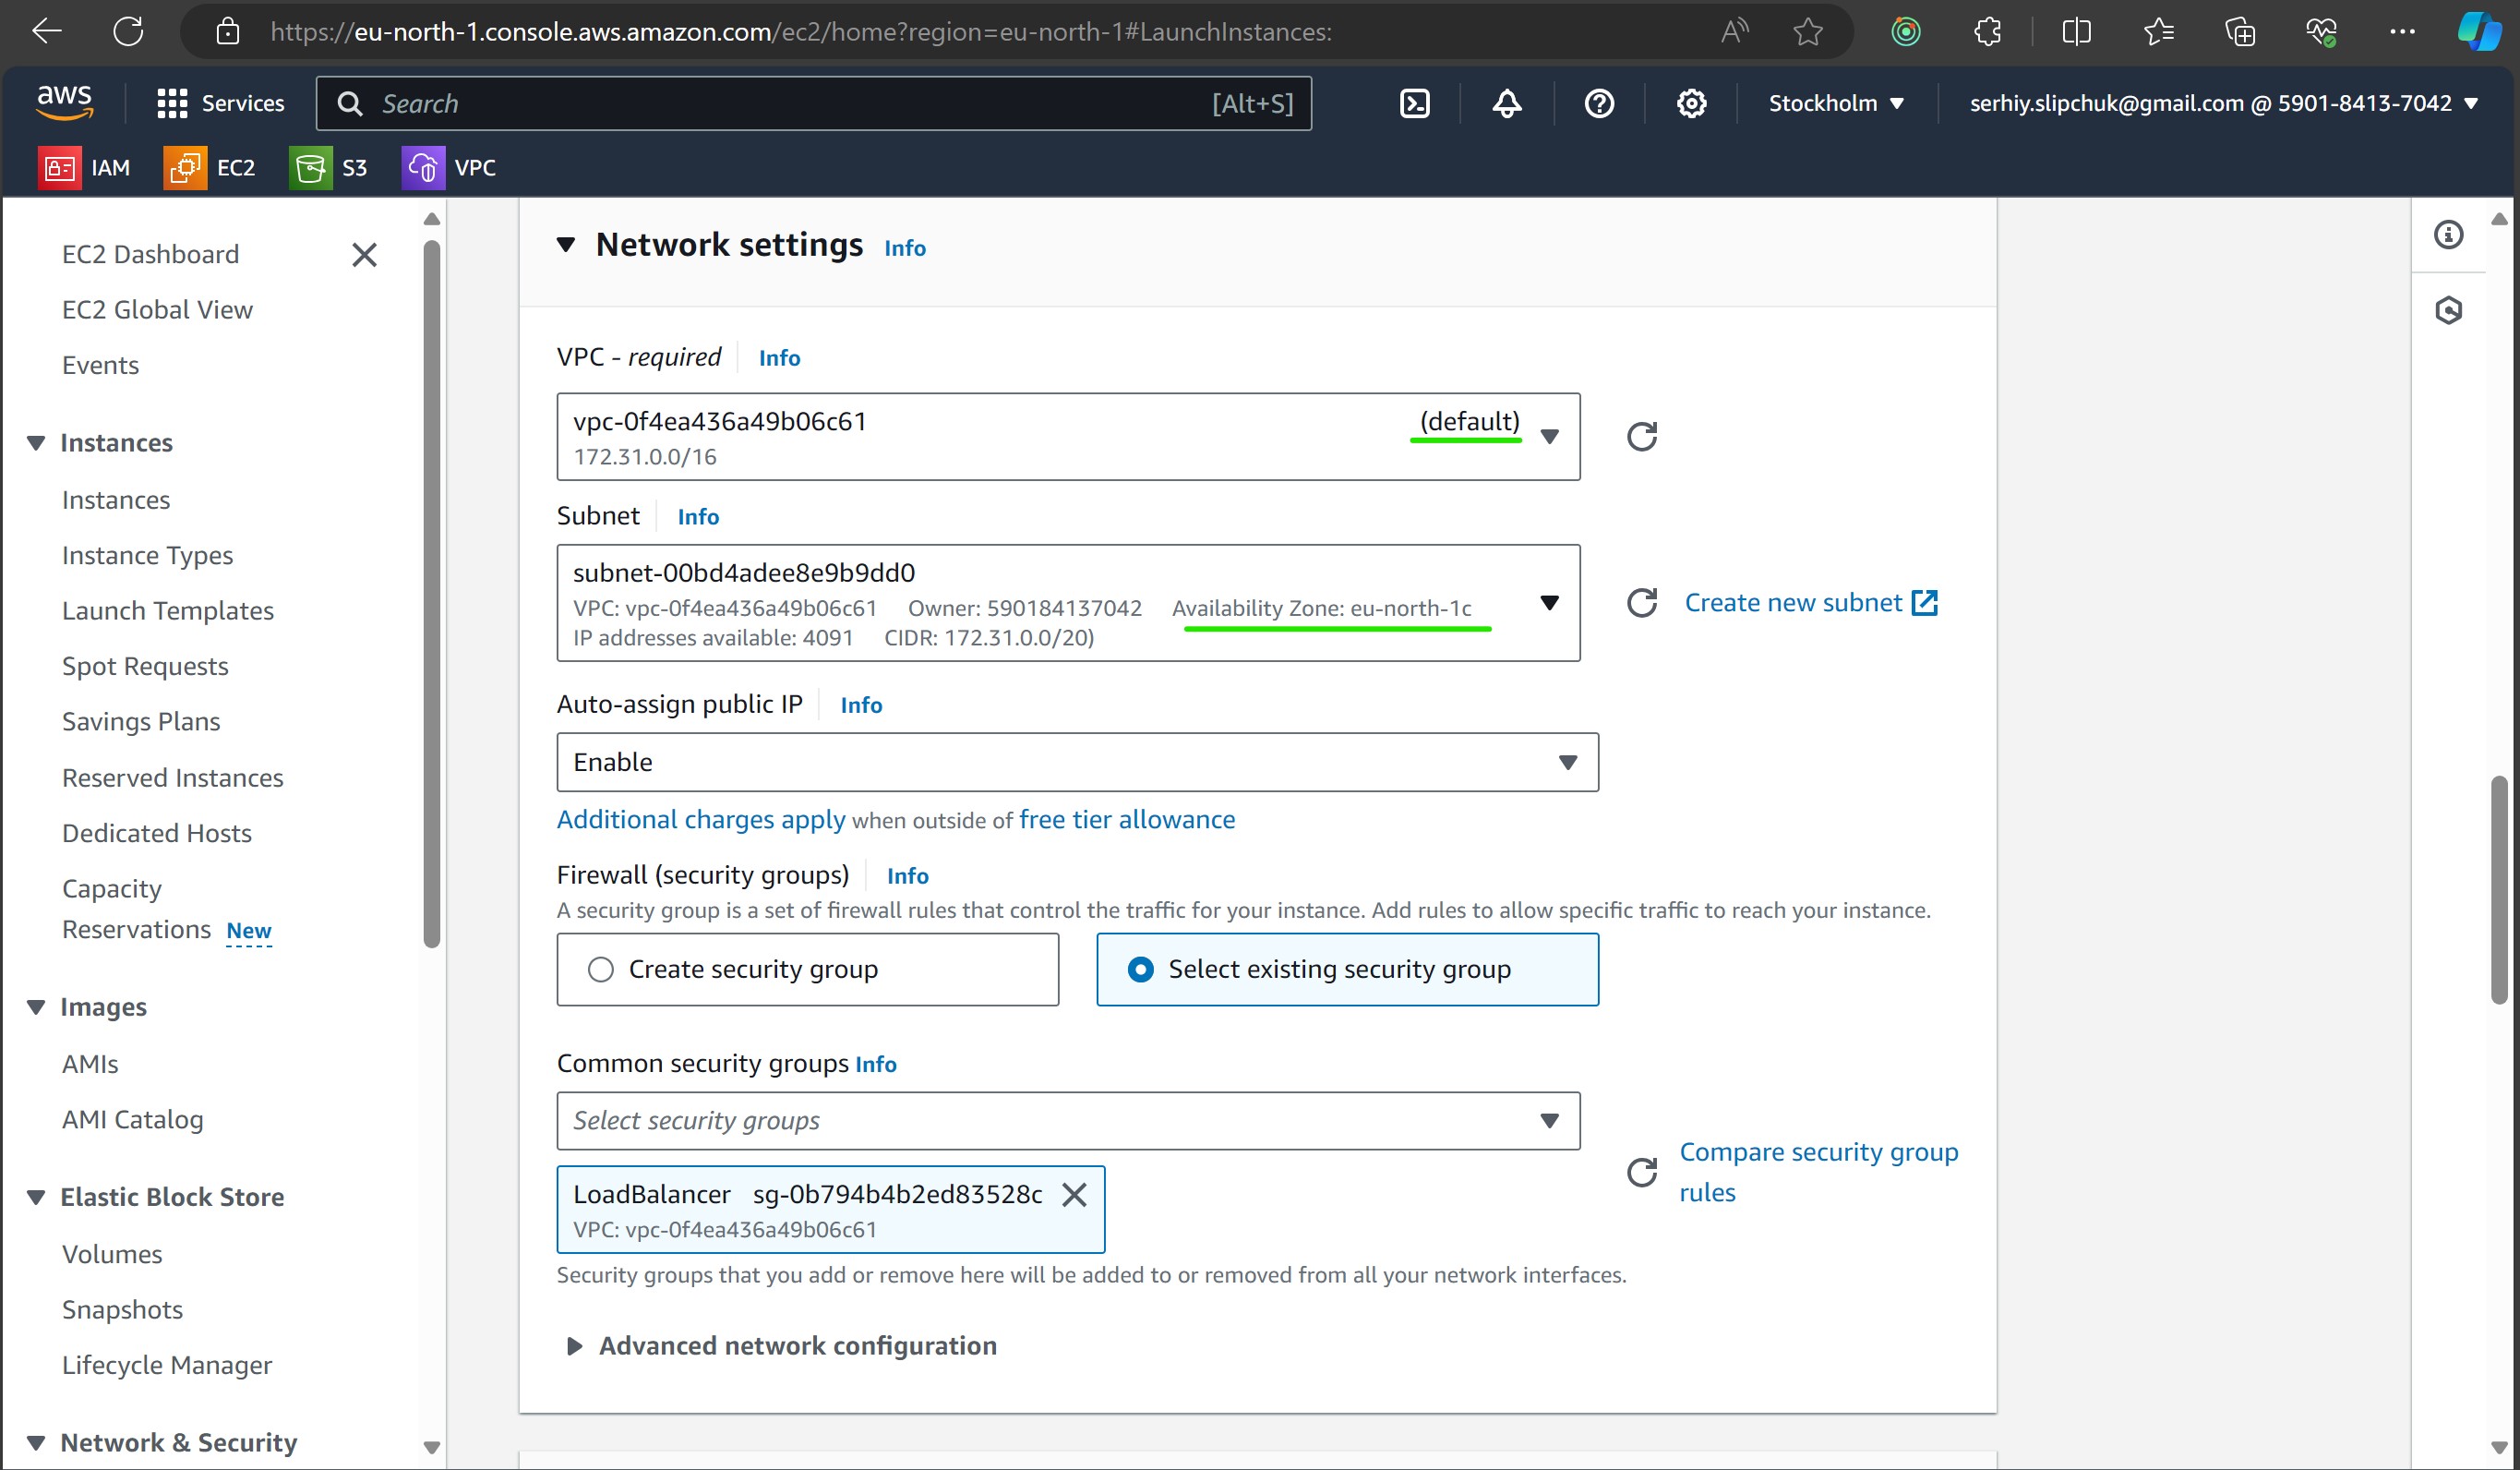 https://eu-north-1.console.aws.amazon.com/ec2/home?region=eu-north-1#LaunchInstances:
aws
Services
Search
[Alt+S]
Stockholm
serhiy.slipchuk@gmail.com @ 5901-8413-7042
IAM
EC2
S3
VPC
EC2 Dashboard
EC2 Global View
Events
Instances
Instances
Instance Types
Launch Templates
Spot Requests
Savings Plans
Reserved Instances
Dedicated Hosts
Capacity
Reservations New
Images
AMIs
AMI Catalog
Elastic Block Store
Volumes
Snapshots
Lifecycle Manager
Network & Security
Network settings Info
VPC - required Info
vpc-0f4ea436a49b06c61 (default)
172.31.0.0/16
Subnet Info
subnet-00bd4adee8e9b9dd0
VPC: vpc-0f4ea436a49b06c61 Owner: 590184137042 Availability Zone: eu-north-1c
IP addresses available: 4091 CIDR: 172.31.0.0/20)
Create new subnet
Auto-assign public IP Info
Enable
Additional charges apply when outside of free tier allowance
Firewall (security groups) Info
A security group is a set of firewall rules that control the traffic for your instance. Add rules to allow specific traffic to reach your instance.
Create security group
Select existing security group
Common security groups Info
Select security groups
LoadBalancer sg-0b794b4b2ed83528c
VPC: vpc-0f4ea436a49b06c61
Compare security group
rules
Security groups that you add or remove here will be added to or removed from all your network interfaces.
Advanced network configuration